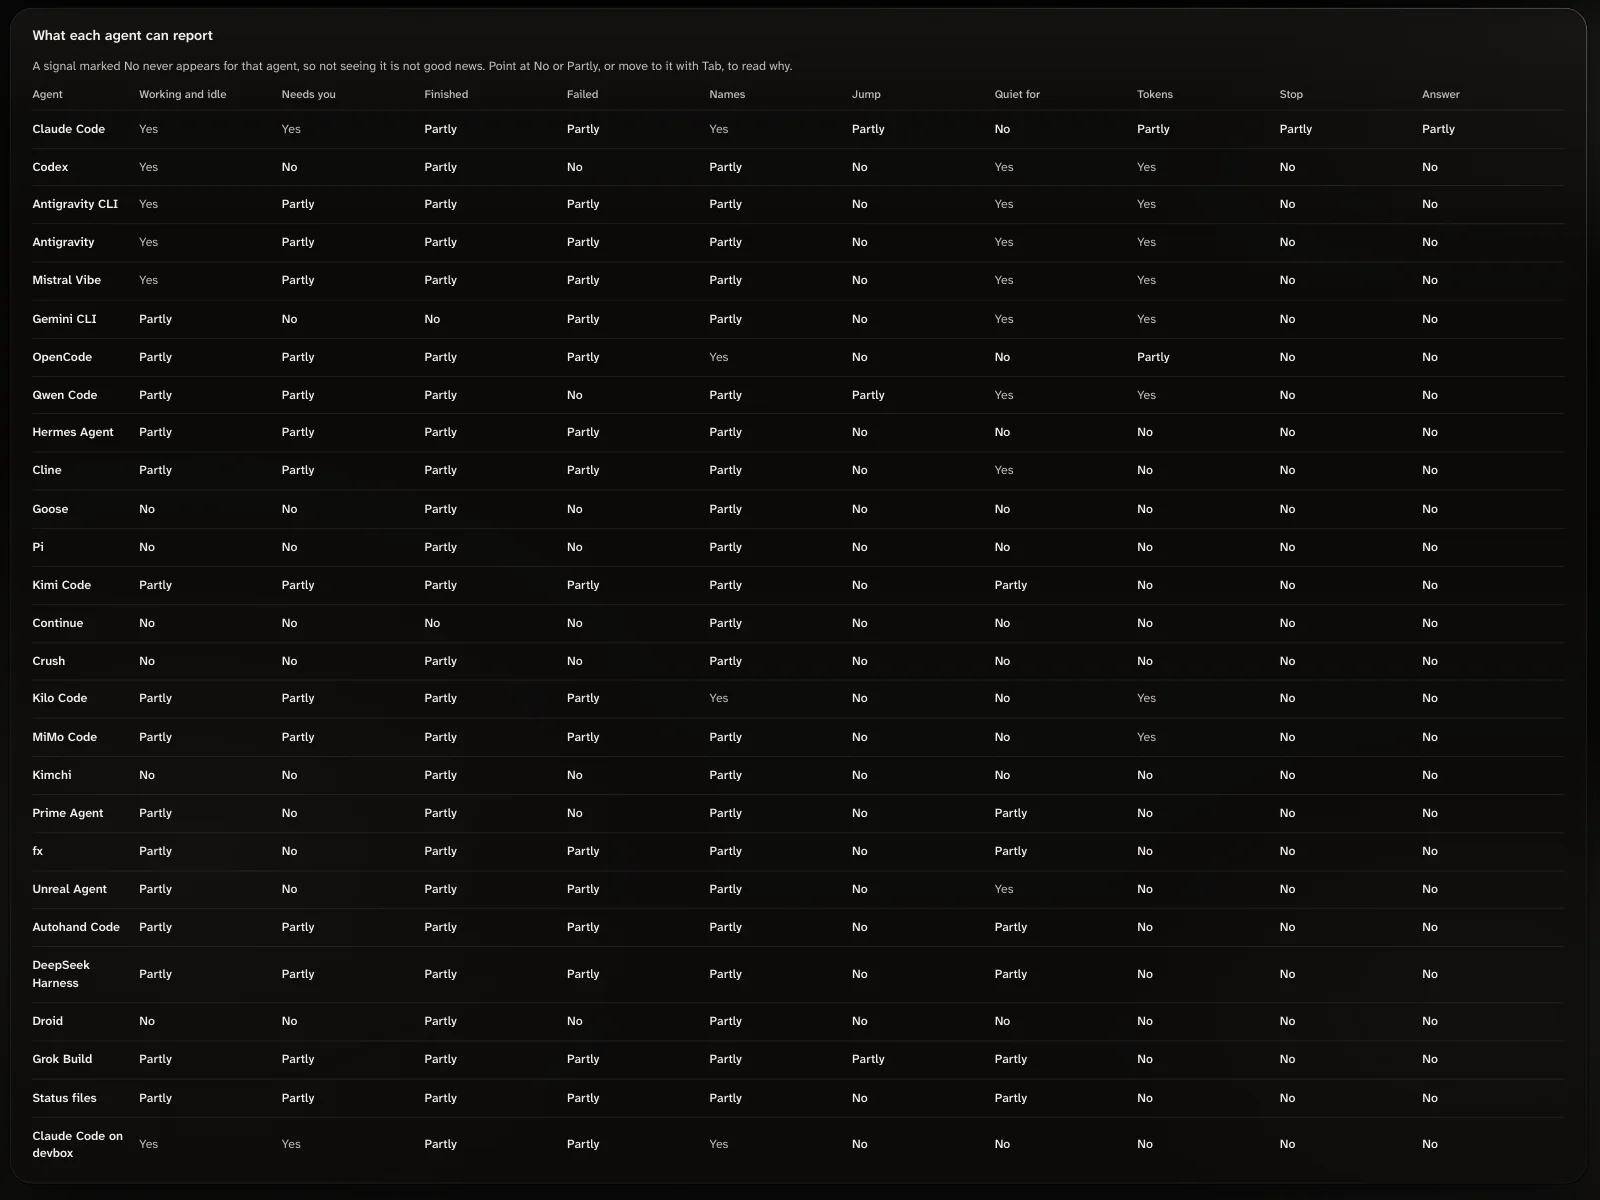 What each agent can report
A signal marked No never appears for that agent, so not seeing it is not good news. Point at No or Partly, or move to it with Tab, to read why.
Agent Working and idle Needs you Finished Failed Names Jump Quiet for Tokens Stop Answer
Claude Code Yes Yes Partly Partly Yes Partly No Partly Partly Partly
Codex Yes No Partly No Partly No Yes Yes No No
Antigravity CLI Yes Partly Partly Partly Partly No Yes Yes No No
Antigravity Yes Partly Partly Partly Partly No Yes Yes No No
Mistral Vibe Yes Partly Partly Partly Partly No Yes Yes No No
Gemini CLI Partly No No Partly Partly No Yes Yes No No
OpenCode Partly Partly Partly Partly Yes No No Partly No No
Qwen Code Partly Partly Partly No Partly Partly Yes Yes No No
Hermes Agent Partly Partly Partly Partly Partly No No No No No
Cline Partly Partly Partly Partly Partly No Yes No No No
Goose No No Partly No Partly No No No No No
Pi No No Partly No Partly No No No No No
Kimi Code Partly Partly Partly Partly Partly No Partly No No No
Continue No No No No Partly No No No No No
Crush No No Partly No Partly No No No No No
Kilo Code Partly Partly Partly Partly Yes No No Yes No No
MiMo Code Partly Partly Partly Partly Partly No No Yes No No
Kimchi No No Partly No Partly No No No No No
Prime Agent Partly No Partly No Partly No Partly No No No
fx Partly No Partly Partly Partly No Partly No No No
Unreal Agent Partly No Partly Partly Partly No Yes No No No
Autohand Code Partly Partly Partly Partly Partly No Partly No No No
DeepSeek
Harness Partly Partly Partly Partly Partly No Partly No No No
Droid No No Partly No Partly No No No No No
Grok Build Partly Partly Partly Partly Partly Partly Partly No No No
Status files Partly Partly Partly Partly Partly No Partly No No No
Claude Code on
devbox Yes Yes Partly Partly Yes No No No No No